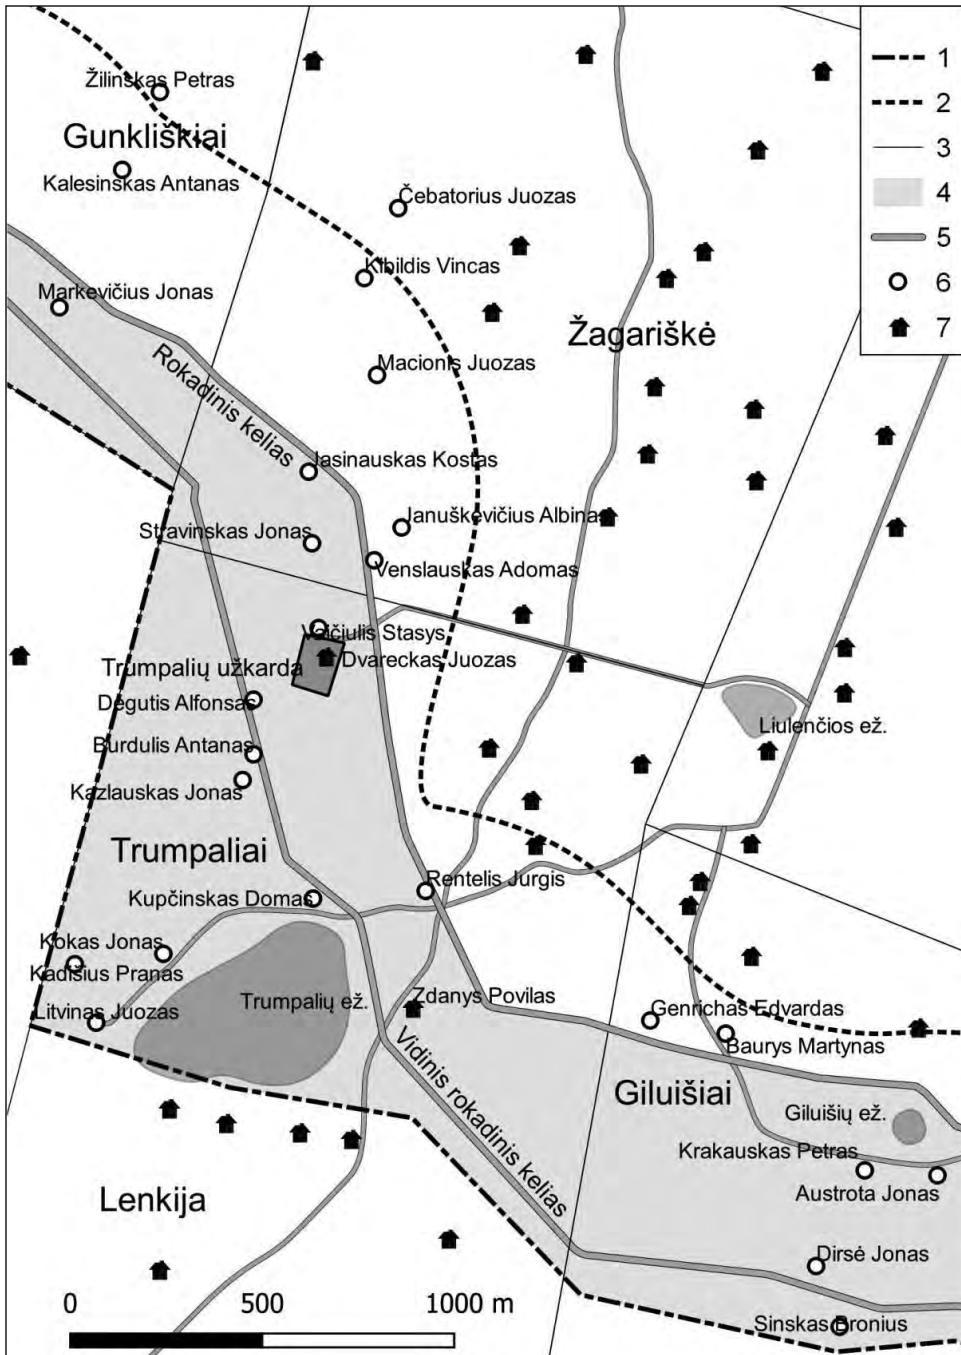 1
2
3
4
5
6
7
Žilinskas Petras
Gunkliškiai
Kalesinskas Antanas
Čebatorius Juozas
Kibildis Vincas
Markevičius Jonas
Žagariškė
Rokadinis kelias
Macionis Juozas
Jasinauskas Kostas
Januškevičius Albinas
Stravinskas Jonas
Venslauskas Adomas
Vaičiulis Stasys
Trumpalių užkarda
Dvareckas Juozas
Degutis Alfonsas
Liulenčios ež.
Burdulis Antanas
Kazlauskas Jonas
Trumpaliai
Rentelis Jurgis
Kupčinskas Domas
Kokas Jonas
Kadišius Pranas
Litvinas Juozas
Trumpalių ež.
Zdanys Povilas
Genrichas Edvardas
Baurys Martynas
Vidinis rokadinis kelias
Giluišiai
Giluišių ež.
Krakauskas Petras
Austrota Jonas
Lenkija
Dirsė Jonas
Sinskas Bronius
0 500 1000 m